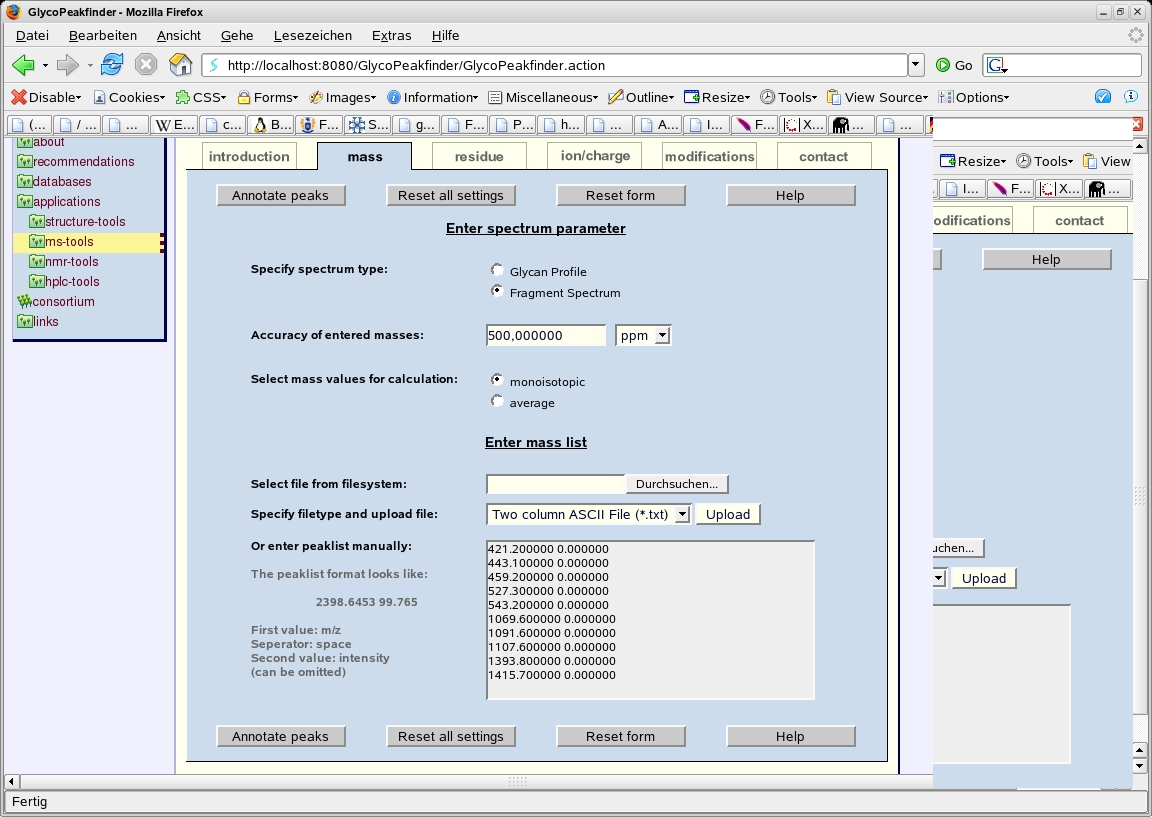 GlycoPeakfinder - Mozilla Firefox
Datei Bearbeiten Ansicht Gehe Lesezeichen Extras Hilfe
http://localhost:8080/GlycoPeakfinder/GlycoPeakfinder.action Go G
Disable Cookies CSS Forms Images Information Miscellaneous Outline Resize Tools View Source Options
(... / ... ... W E... c... B... F... S... g... F... P... h... ... A... I... F... X... ... ...
about
recommendations
databases
applications
structure-tools
ms-tools
nmr-tools
hplc-tools
consortium
links
introduction mass residue ion/charge modifications contact
Annotate peaks Reset all settings Reset form Help
Enter spectrum parameter
Specify spectrum type: Glycan Profile
Fragment Spectrum
Accuracy of entered masses: 500,000000 ppm
Select mass values for calculation: monoisotopic
average
Enter mass list
Select file from filesystem: Durchsuchen...
Specify filetype and upload file: Two column ASCII File (*.txt) Upload
Or enter peaklist manually:
The peaklist format looks like:
2398.6453 99.765
First value: m/z
Seperator: space
Second value: intensity
(can be omitted)
421.200000 0.000000
443.100000 0.000000
459.200000 0.000000
527.300000 0.000000
543.200000 0.000000
1069.600000 0.000000
1091.600000 0.000000
1107.600000 0.000000
1393.800000 0.000000
1415.700000 0.000000
Annotate peaks Reset all settings Reset form Help
Resize Tools View
I... F... X... ...
odifications contact
Help
uchen...
Upload
Fertig